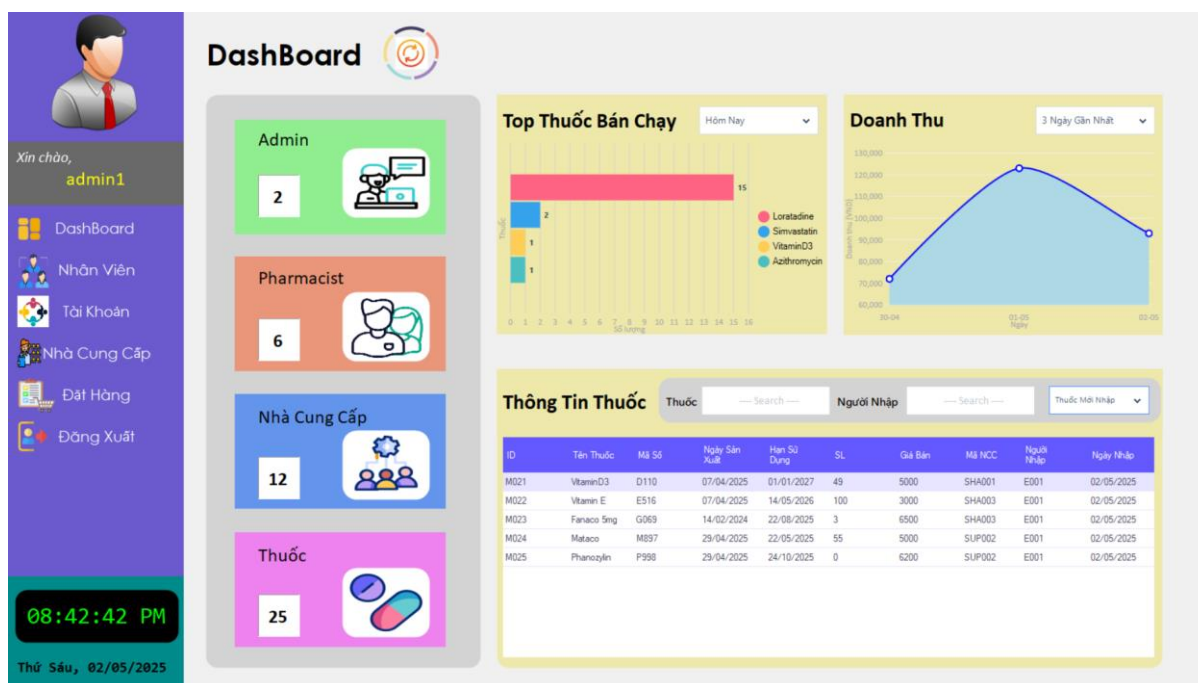 DashBoard
Xin chào,
admin1
DashBoard
Nhân Viên
Tài Khoản
Nhà Cung Cấp
Đặt Hàng
Đăng Xuất
08:42:42 PM
Thứ Sáu, 02/05/2025
Admin
2
Pharmacist
6
Nhà Cung Cấp
12
Thuốc
25
Top Thuốc Bán Chạy
Hôm Nay
Thuốc
15
2
1
1
Loratadine
Simvastatin
VitaminD3
Azithromycin
0 1 2 3 4 5 6 7 8 9 10 11 12 13 14 15 16
Số lượng
Doanh Thu
3 Ngày Gần Nhất
Doanh thu (VND)
130,000
120,000
110,000
100,000
90,000
80,000
70,000
60,000
30-04 01-05 02-05
Ngày
Thông Tin Thuốc
Thuốc ---- Search ---- Người Nhập ---- Search ---- Thuốc Mới Nhập
ID Tên Thuốc Mã Số Ngày Sản Xuất Hạn Sử Dụng SL Giá Bán Mã NCC Người Nhập Ngày Nhập
M021 VitaminD3 D110 07/04/2025 01/01/2027 49 5000 SHA001 E001 02/05/2025
M022 Vitamin E E516 07/04/2025 14/05/2026 100 3000 SHA003 E001 02/05/2025
M023 Fanaco 5mg G069 14/02/2024 22/08/2025 3 6500 SHA003 E001 02/05/2025
M024 Mataco M897 29/04/2025 22/05/2025 55 5000 SUP002 E001 02/05/2025
M025 Phanozylin P998 29/04/2025 24/10/2025 0 6200 SUP002 E001 02/05/2025